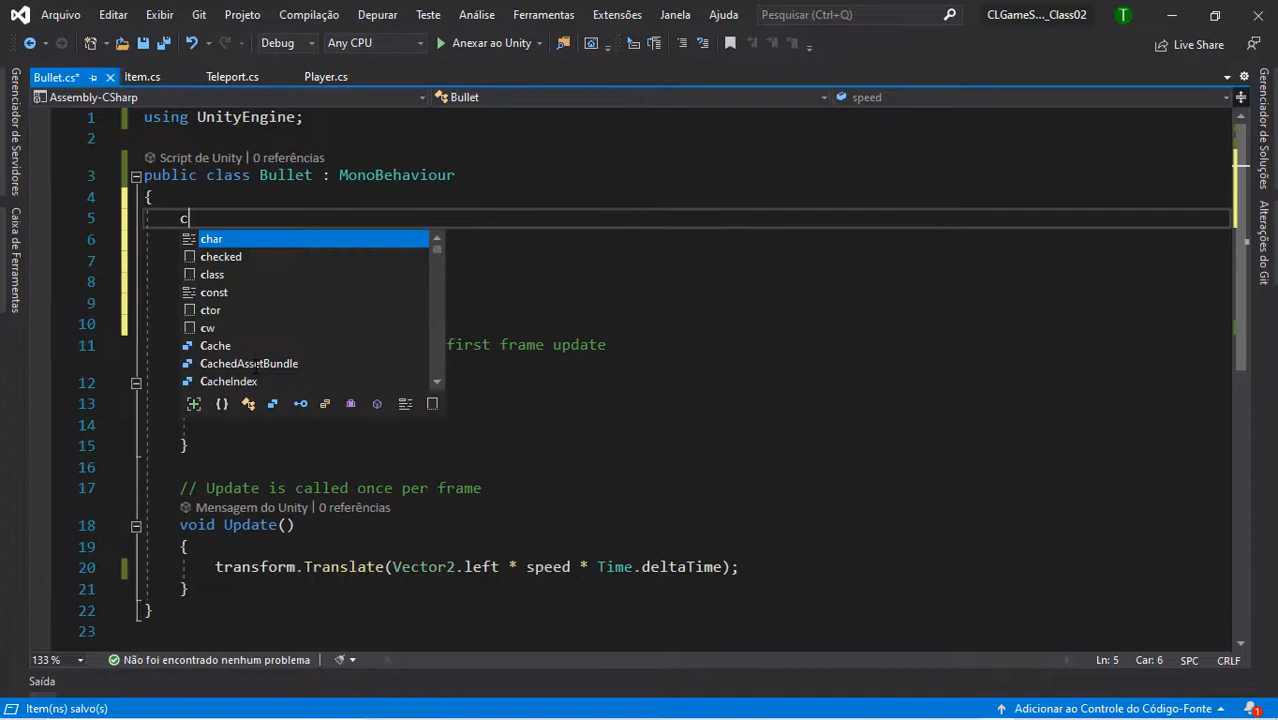 Arquivo Editar Exibir Git Projeto Compilação Depurar Teste Análise Ferramentas Extensões Janela Ajuda Pesquisar (Ctrl+Q) CLGameS..._Class02 T
Debug Any CPU Anexar ao Unity Live Share
Bullet.cs* Item.cs Teleport.cs Player.cs
Assembly-CSharp Bullet speed
Gerenciador de Servidores
Caixa de Ferramentas
Gerenciador de Soluções
Alterações do Git
1 using UnityEngine;
2
Script de Unity | 0 referências
3 public class Bullet : MonoBehaviour
4 {
5 c
6 char
checked
7 class
8 const
9 ctor
10 cw
11 Cache first frame update
CachedAssetBundle
12 CacheIndex
13 {}
14
15 }
16
17 // Update is called once per frame
Mensagem do Unity | 0 referências
18 void Update()
19 {
20 transform.Translate(Vector2.left * speed * Time.deltaTime);
21 }
22 }
23
133 % Não foi encontrado nenhum problema Ln: 5 Car: 6 SPC CRLF
Saída
Item(ns) salvo(s) Adicionar ao Controle do Código-Fonte 1